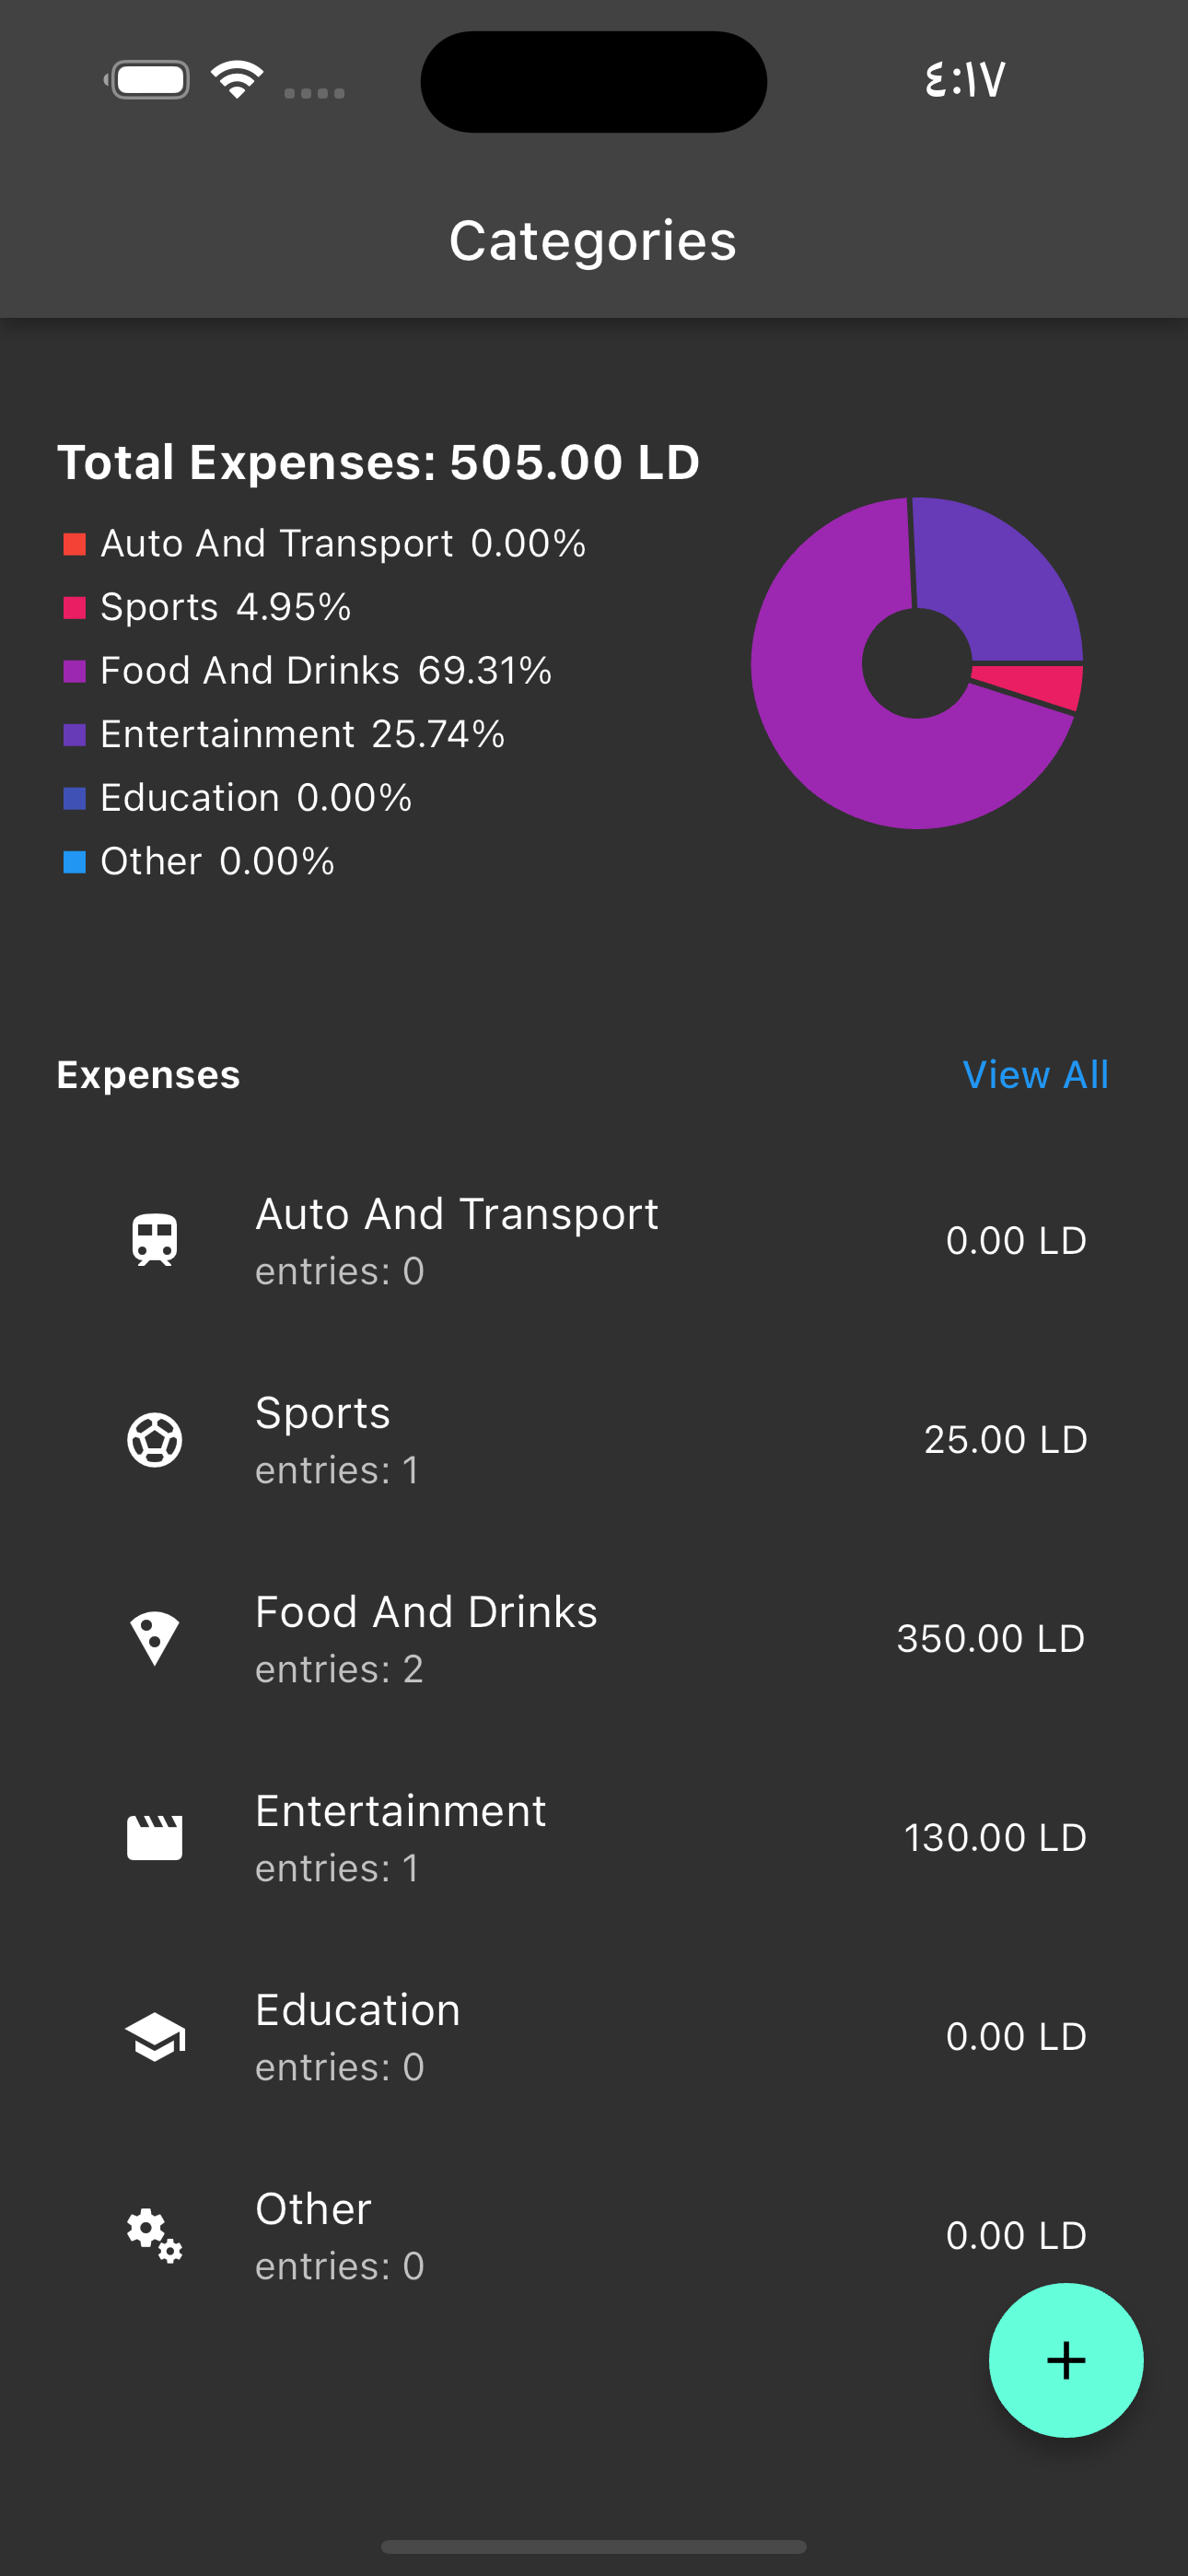 ٤:١٧
Categories
Total Expenses: 505.00 LD
Auto And Transport 0.00%
Sports 4.95%
Food And Drinks 69.31%
Entertainment 25.74%
Education 0.00%
Other 0.00%
Expenses View All
Auto And Transport
entries: 0
0.00 LD
Sports
entries: 1
25.00 LD
Food And Drinks
entries: 2
350.00 LD
Entertainment
entries: 1
130.00 LD
Education
entries: 0
0.00 LD
Other
entries: 0
0.00 LD
+